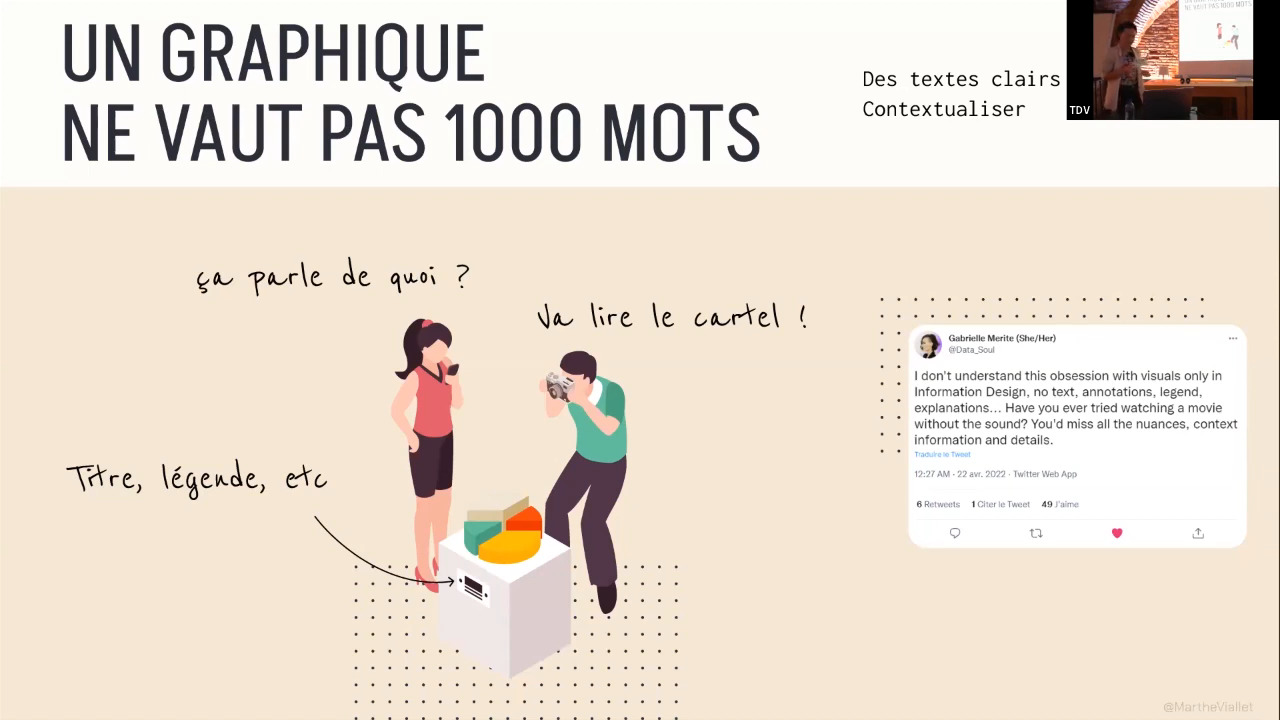 UN GRAPHIQUE
NE VAUT PAS 1000 MOTS
Des textes clairs
Contextualiser
TDV
ça parle de quoi ?
Va lire le cartel !
Titre, légende, etc
Gabrielle Merite (She/Her)
@Data_Soul
I don't understand this obsession with visuals only in
Information Design, no text, annotations, legend,
explanations... Have you ever tried watching a movie
without the sound? You'd miss all the nuances, context
information and details.
Traduire le Tweet
12:27 AM · 22 avr. 2022 · Twitter Web App
6 Retweets 1 Citer le Tweet 49 J'aime
@MartheViallet